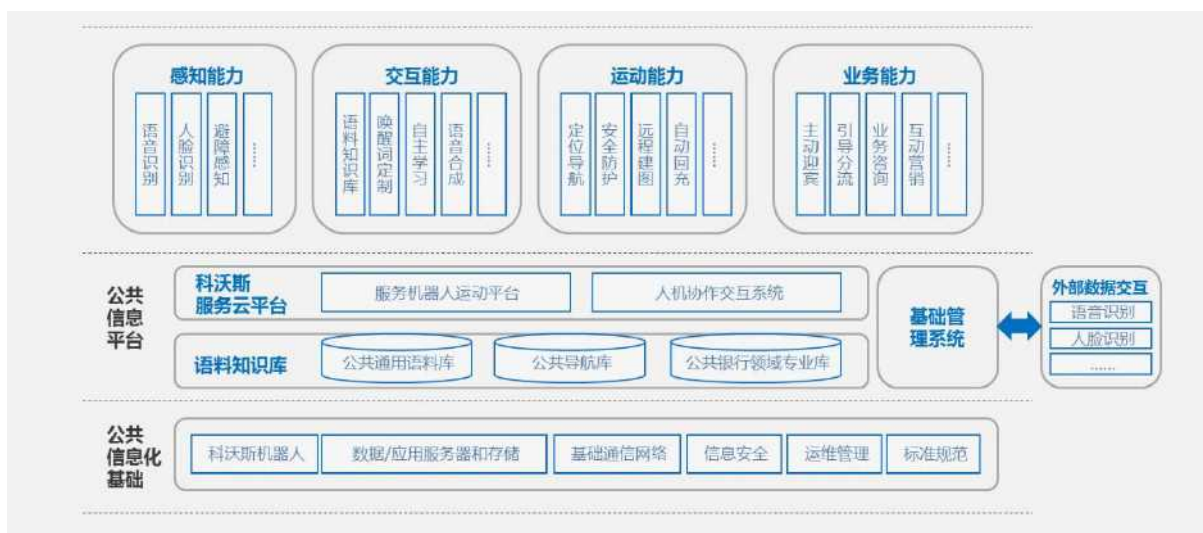 感知能力
语音识别
人脸识别
避障感知
……
交互能力
语料知识库
唤醒词定制
自主学习
语音合成
……
运动能力
定位导航
安全防护
远程建图
自动回充
……
业务能力
主动迎宾
引导分流
业务咨询
互动营销
……
公共
信息
平台
科沃斯
服务云平台
服务机器人运动平台
人机协作交互系统
语料知识库
公共通用语料库
公共导航库
公共银行领域专业库
基础管
理系统
外部数据交互
语音识别
人脸识别
……
公共
信息化
基础
科沃斯机器人
数据/应用服务器和存储
基础通信网络
信息安全
运维管理
标准规范